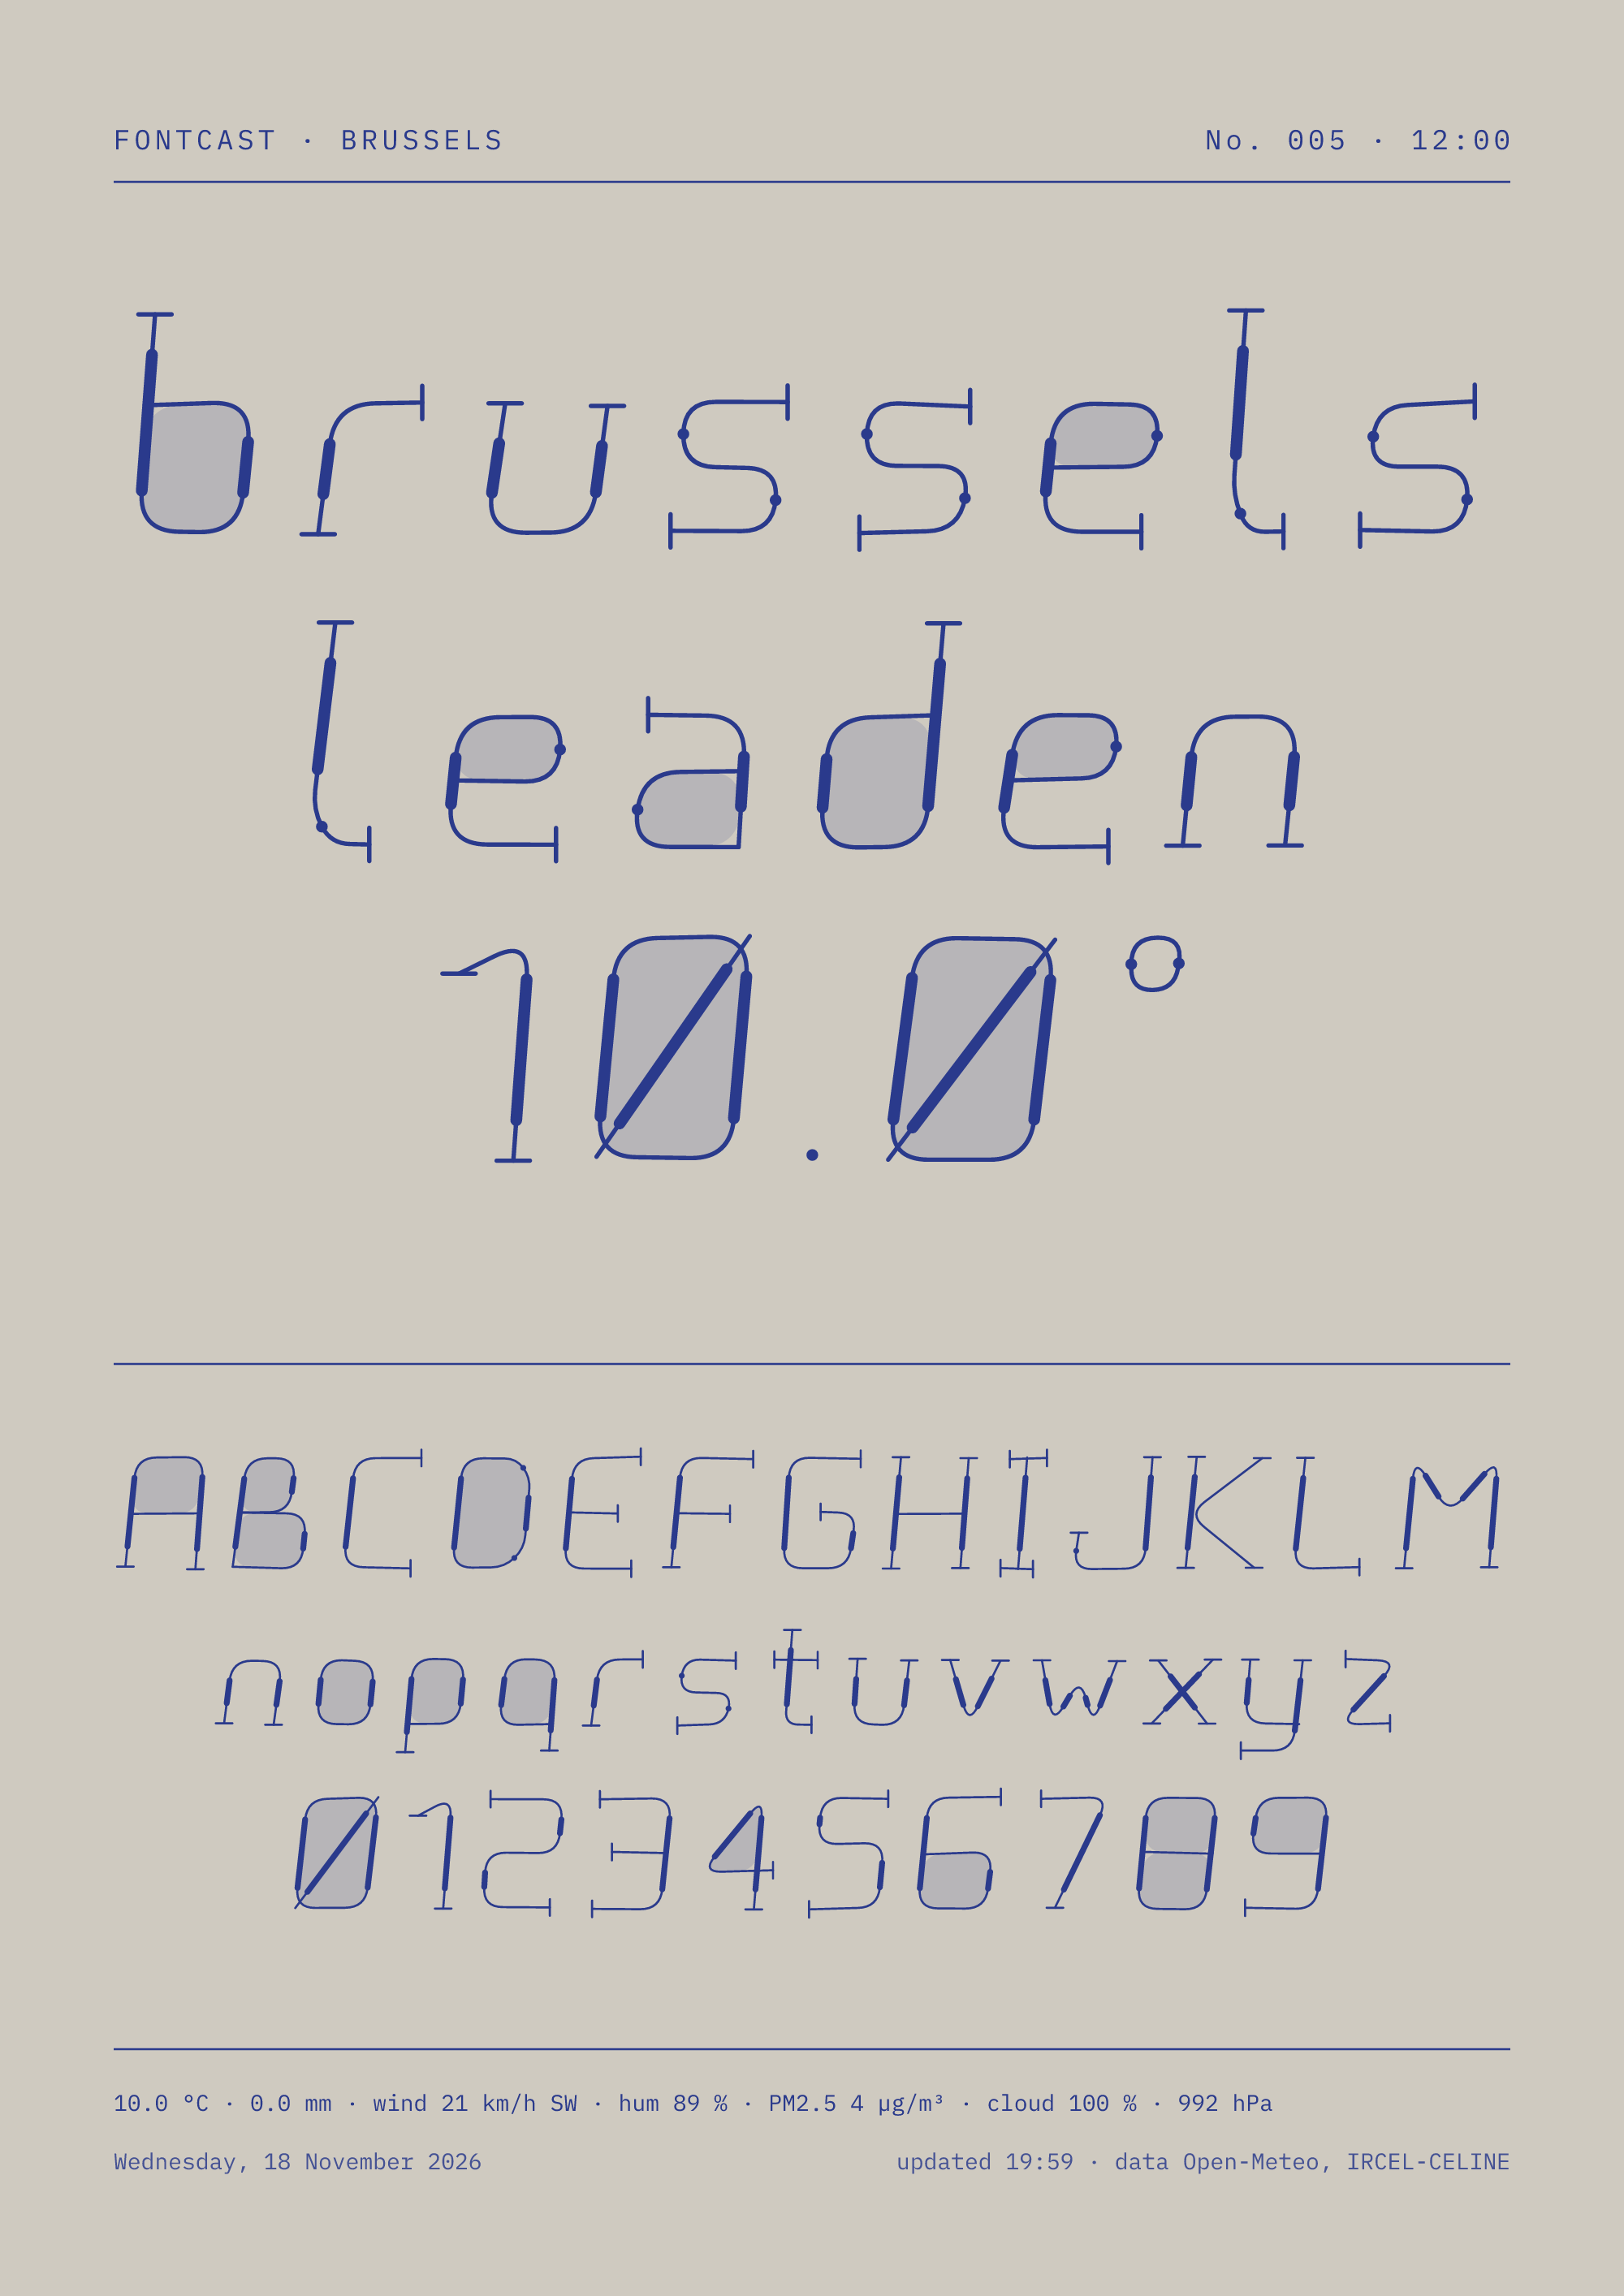 FONTCAST · BRUSSELS
No. 005 · 12:00
brussels
leaden
10.0°
ABCDEFGHIJKLM
nopqrstuvwxyz
0123456789
10.0 °C · 0.0 mm · wind 21 km/h SW · hum 89 % · PM2.5 4 µg/m³ · cloud 100 % · 992 hPa
Wednesday, 18 November 2026
updated 19:59 · data Open-Meteo, IRCEL-CELINE